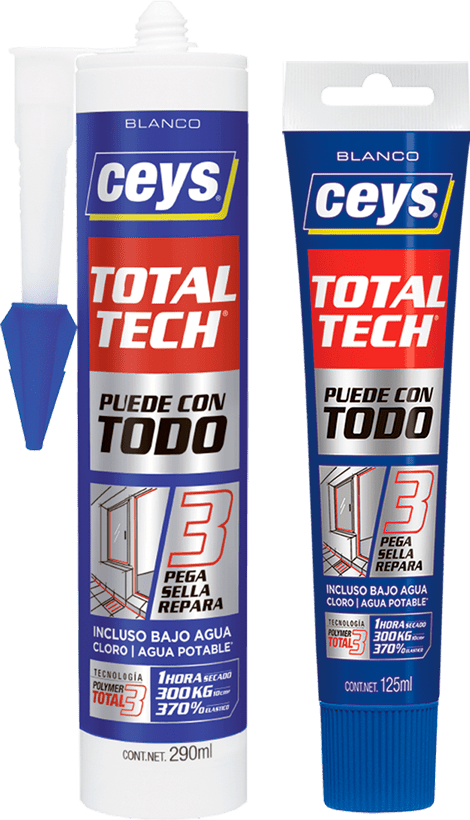 BLANCO
ceys®
TOTAL
TECH®
PUEDE CON
TODO
3
PEGA
SELLA
REPARA
INCLUSO BAJO AGUA
CLORO | AGUA POTABLE*
TECNOLOGÍA
POLYMER
TOTAL 3
1HORA SECADO
300KG 10cm²
370% ELÁSTICO
CONT.NET. 290ml
BLANCO
ceys®
TOTAL
TECH®
PUEDE CON
TODO
3
PEGA
SELLA
REPARA
INCLUSO BAJO AGUA
CLORO | AGUA POTABLE*
TECNOLOGÍA
POLYMER
TOTAL 3
1HORA SECADO
300KG 10cm²
370% ELÁSTICO
CONT.NET. 125ml